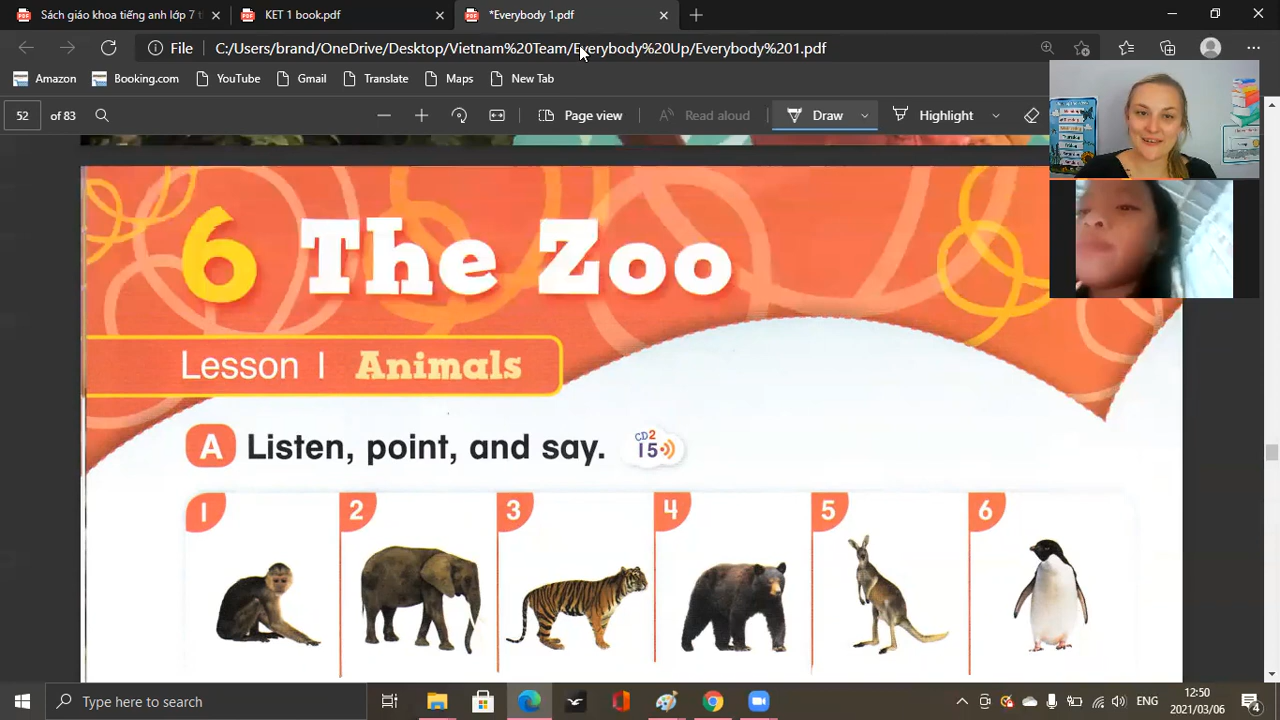 Sách giáo khoa tiếng anh lớp 7 t
KET 1 book.pdf
*Everybody 1.pdf
File
C:/Users/brand/OneDrive/Desktop/Vietnam%20Team/Everybody%20Up/Everybody%201.pdf
Amazon
Booking.com
YouTube
Gmail
Translate
Maps
New Tab
52 of 83
Page view
Read aloud
Draw
Highlight
6 The Zoo
Lesson 1 Animals
A Listen, point, and say. CD2 15
1 2 3 4 5 6
Type here to search
ENG
12:50
2021/03/06
4